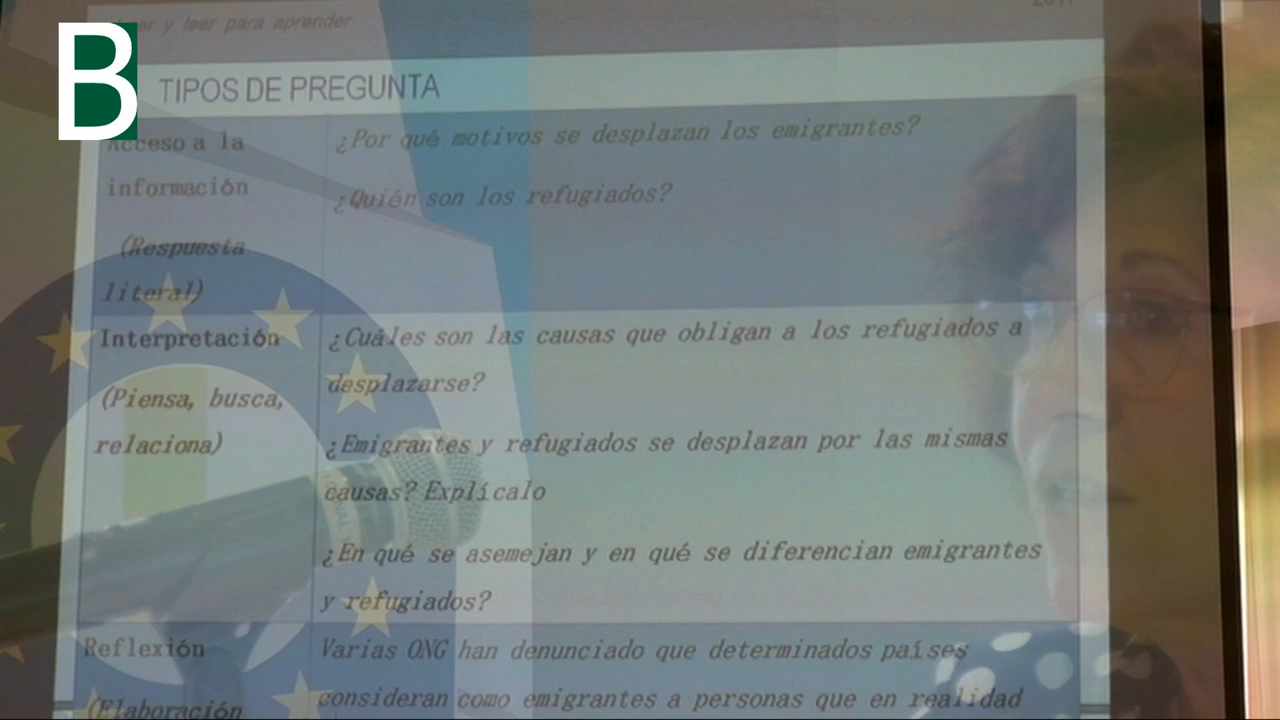 B
y leer para aprender
TIPOS DE PREGUNTA
Acceso a la
información
(Respuesta
literal)
¿Por qué motivos se desplazan los emigrantes?
¿Quién son los refugiados?
Interpretación
(Piensa, busca,
relaciona)
¿Cuáles son las causas que obligan a los refugiados a
desplazarse?
¿Emigrantes y refugiados se desplazan por las mismas
causas? Explícalo
¿En qué se asemejan y en qué se diferencian emigrantes
y refugiados?
Reflexión
(Elaboración
Varias ONG han denunciado que determinados países
consideran como emigrantes a personas que en realidad